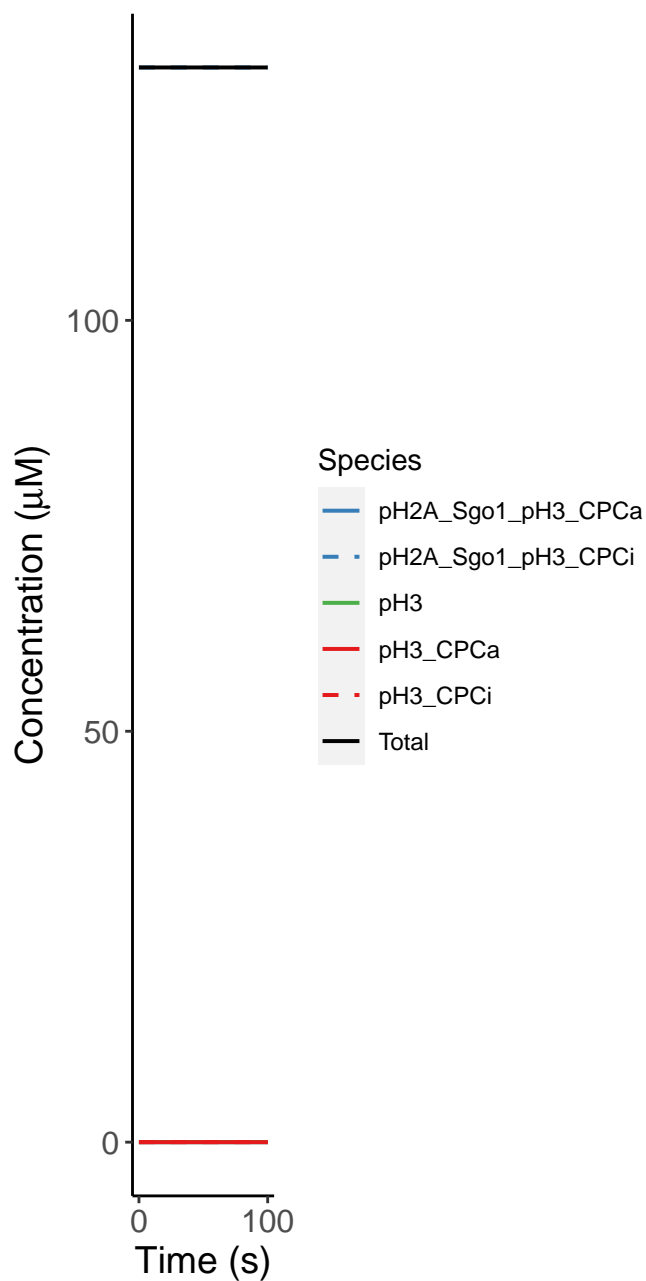 100
50
0
Concentration (μM)
0 100
Time (s)
Species
pH2A_Sgo1_pH3_CPCa
pH2A_Sgo1_pH3_CPCi
pH3
pH3_CPCa
pH3_CPCi
Total